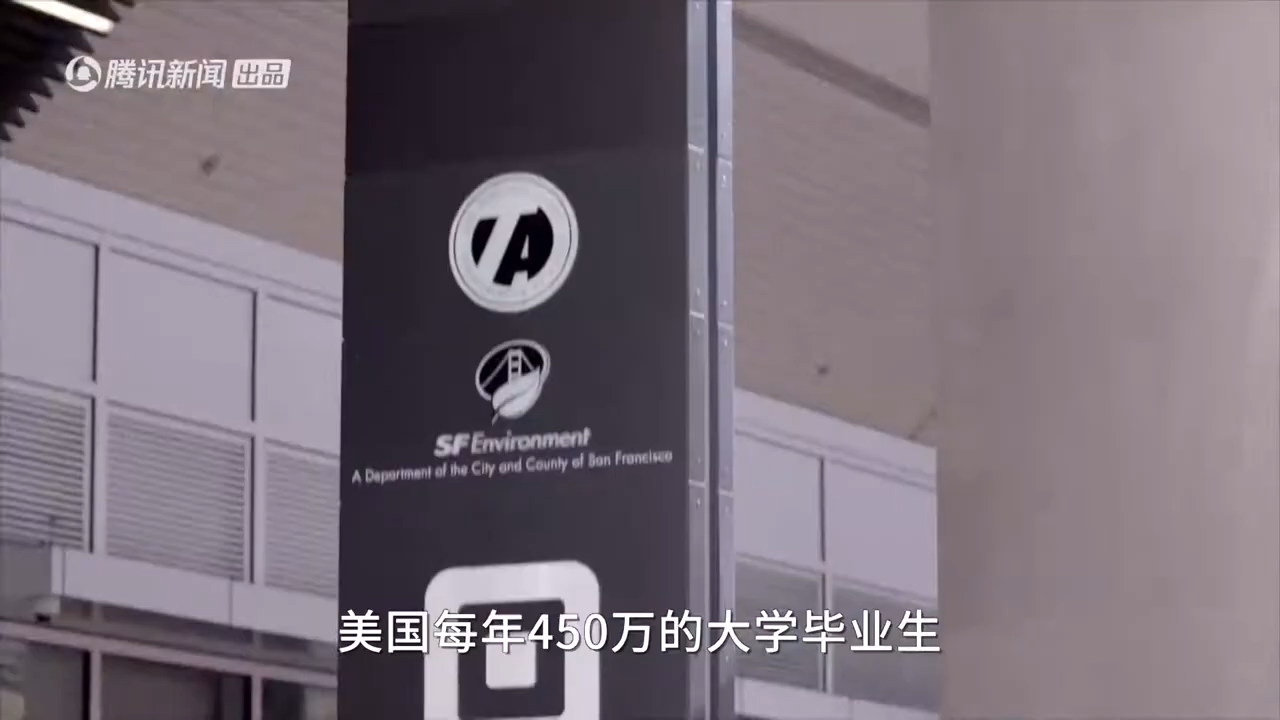 腾讯新闻 出品
TA
SF Environment
A Department of the City and County of San Francisco
美国每年450万的大学毕业生